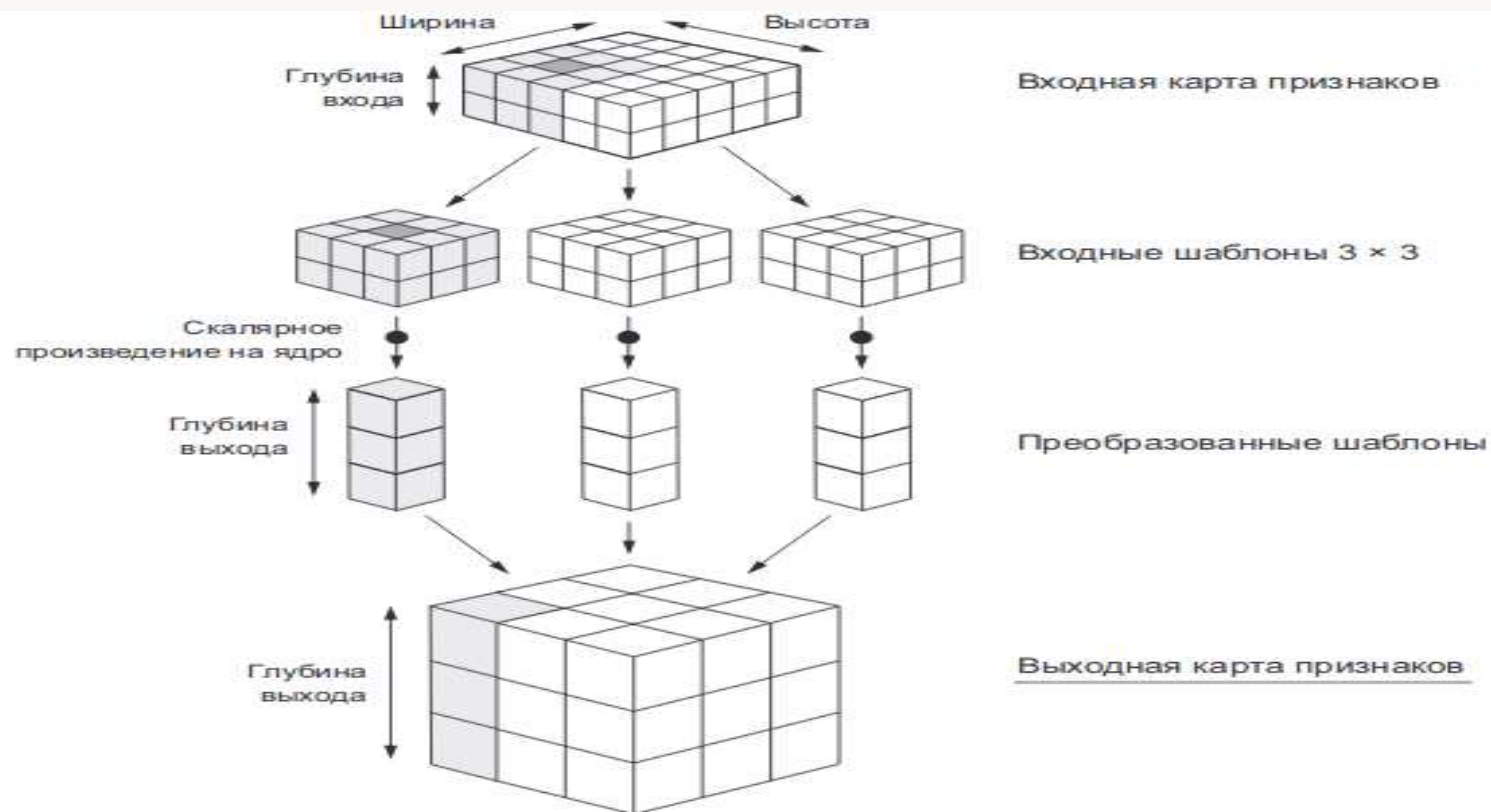 Ширина
Высота
Глубина
входа
Входная карта признаков
Входные шаблоны 3 × 3
Скалярное
произведение на ядро
Глубина
выхода
Преобразованные шаблоны
Глубина
выхода
Выходная карта признаков